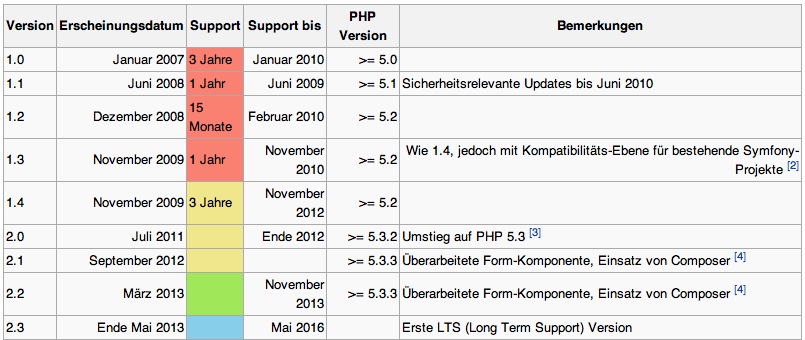 Version Erscheinungsdatum Support Support bis PHP Version Bemerkungen
1.0 Januar 2007 3 Jahre Januar 2010 >= 5.0
1.1 Juni 2008 1 Jahr Juni 2009 >= 5.1 Sicherheitsrelevante Updates bis Juni 2010
1.2 Dezember 2008 15 Monate Februar 2010 >= 5.2
1.3 November 2009 1 Jahr November 2010 >= 5.2 Wie 1.4, jedoch mit Kompatibilitäts-Ebene für bestehende Symfony-Projekte [2]
1.4 November 2009 3 Jahre November 2012 >= 5.2
2.0 Juli 2011 Ende 2012 >= 5.3.2 Umstieg auf PHP 5.3 [3]
2.1 September 2012 >= 5.3.3 Überarbeitete Form-Komponente, Einsatz von Composer [4]
2.2 März 2013 November 2013 >= 5.3.3 Überarbeitete Form-Komponente, Einsatz von Composer [4]
2.3 Ende Mai 2013 Mai 2016 Erste LTS (Long Term Support) Version